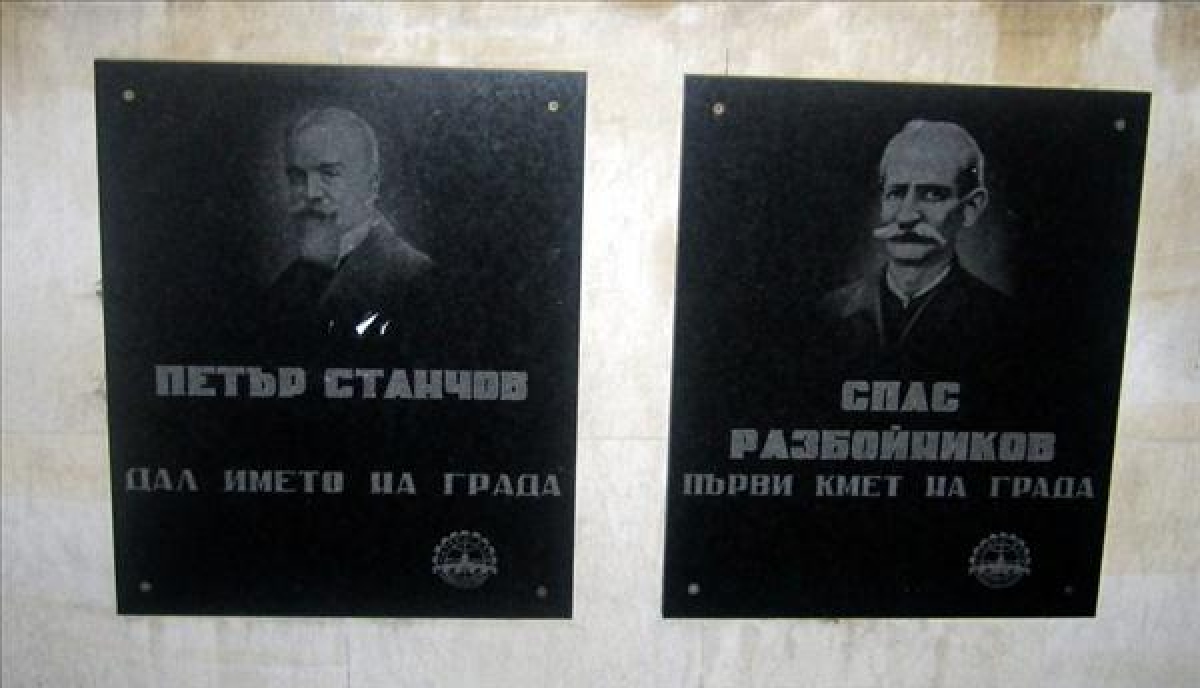 ПЕТЪР СТАНЧОВ
ДАЛ ИМЕТО НА ГРАДА
СПАС
РАЗБОЙНИКОВ
ПЪРВИ КМЕТ НА ГРАДА